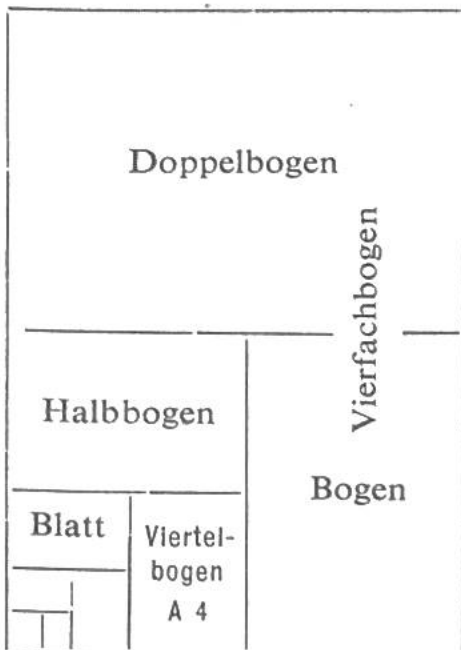 Doppelbogen
Vierfachbogen
Halbbogen
Bogen
Blatt
Viertel-
bogen
A 4